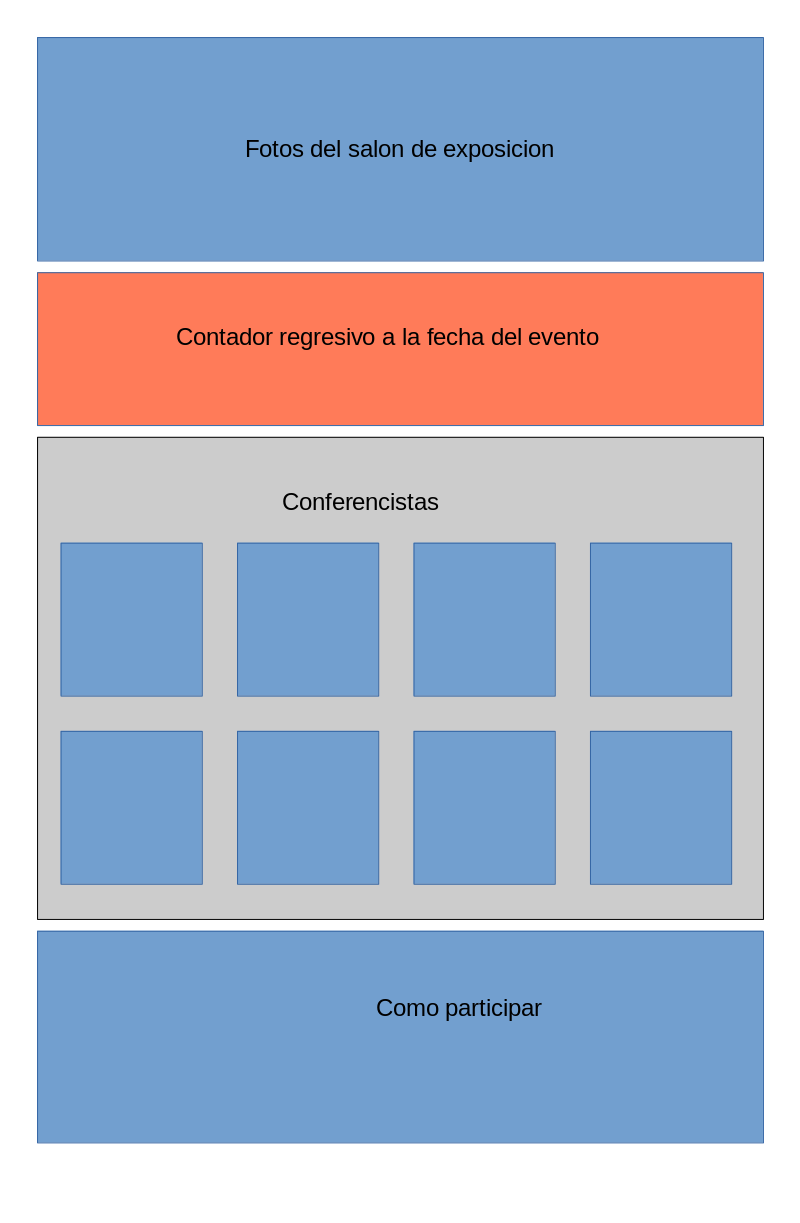 Fotos del salon de exposicion
Contador regresivo a la fecha del evento
Conferencistas
Como participar